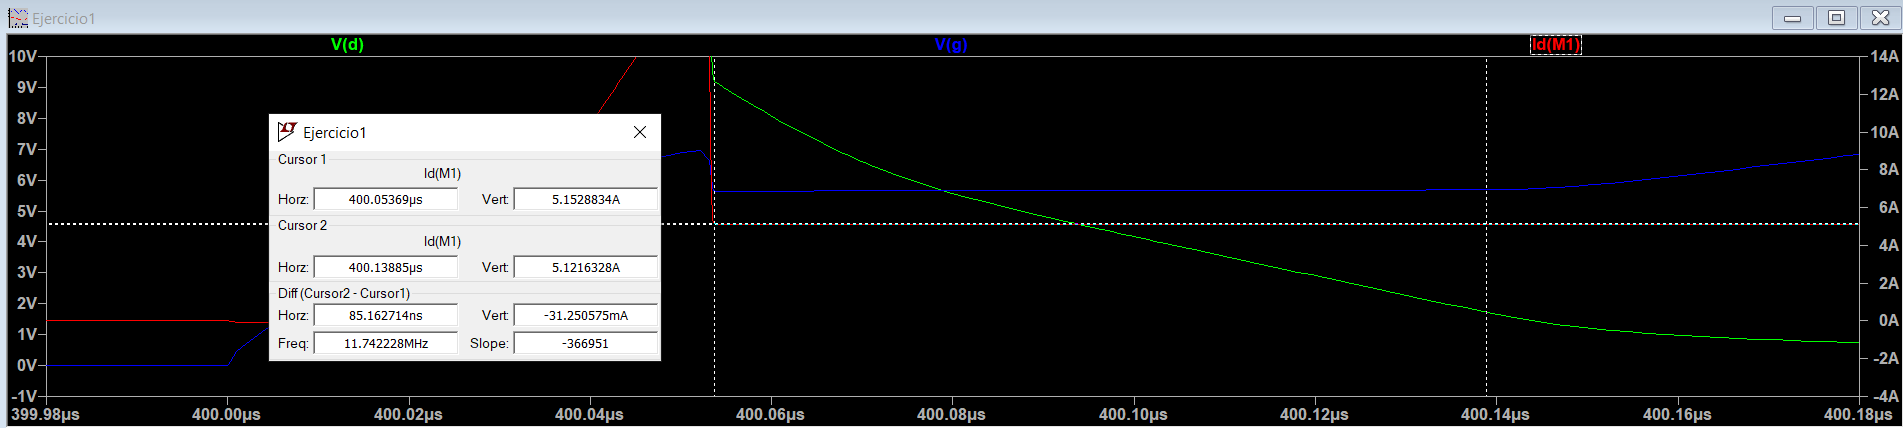 Ejercicio1
V(d) V(g) Id(M1)
10V 14A
9V 12A
8V 10A
7V 8A
6V 6A
5V 4A
4V 2A
3V 0A
2V -2A
1V -4A
0V
-1V
Ejercicio1
Cursor 1
Id(M1)
Horz: 400.05369µs Vert: 5.1528834A
Cursor 2
Id(M1)
Horz: 400.13885µs Vert: 5.1216328A
Diff (Cursor2 - Cursor1)
Horz: 85.162714ns Vert: -31.250575mA
Freq: 11.742228MHz Slope: -366951
399.98µs 400.00µs 400.02µs 400.04µs 400.06µs 400.08µs 400.10µs 400.12µs 400.14µs 400.16µs 400.18µs